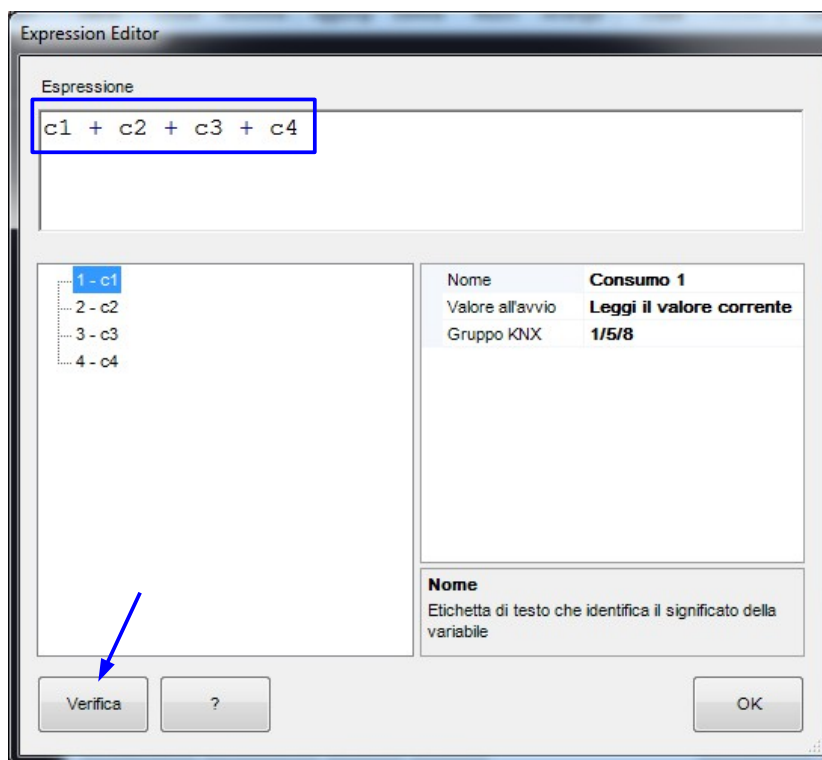 Expression Editor
Espressione
c1 + c2 + c3 + c4
1 - c1
2 - c2
3 - c3
4 - c4
Nome Consumo 1
Valore all'avvio Leggi il valore corrente
Gruppo KNX 1/5/8
Nome
Etichetta di testo che identifica il significato della
variabile
Verifica ? OK